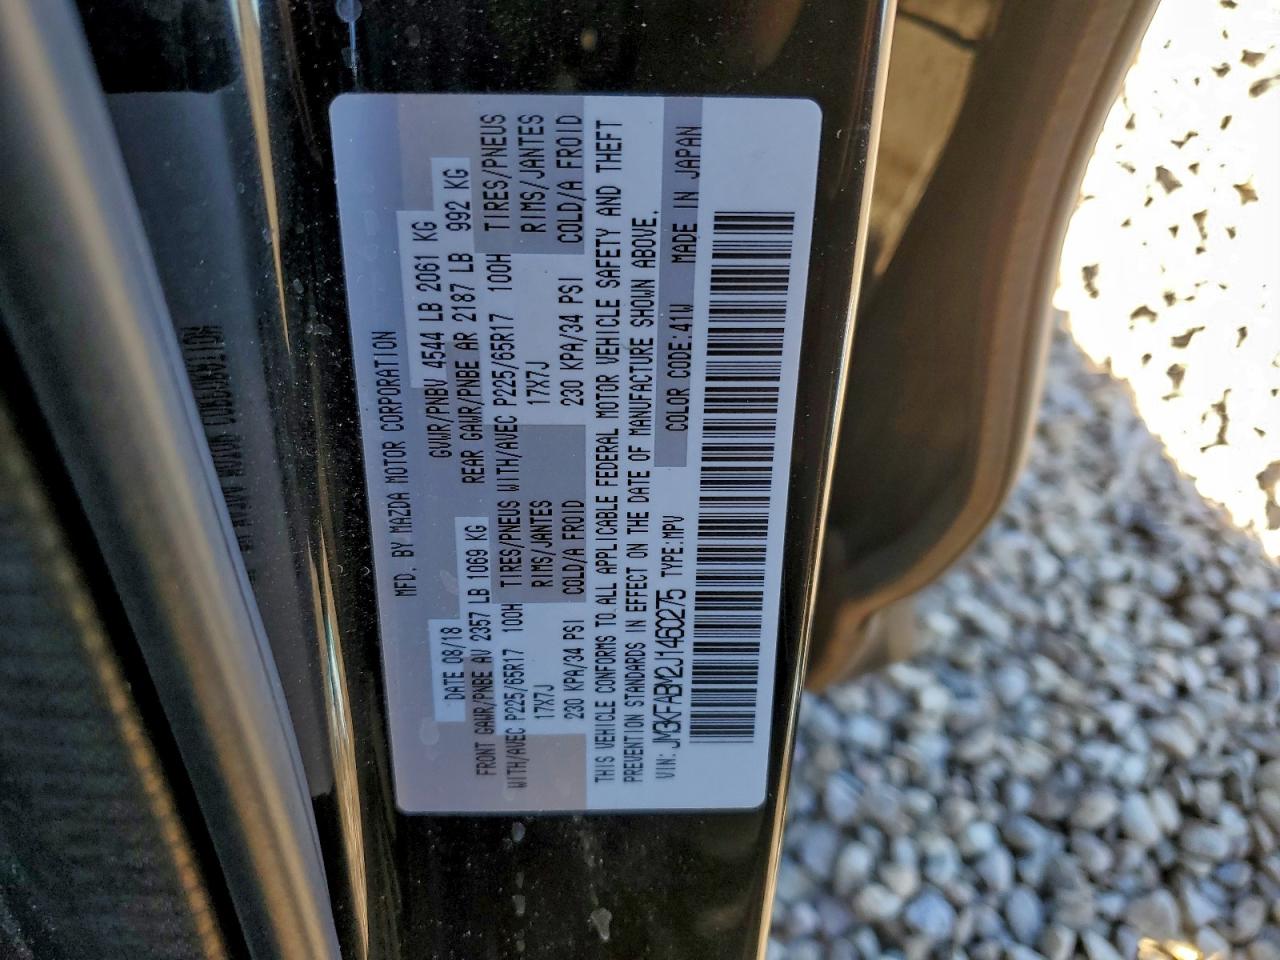 MFD. BY MAZDA MOTOR CORPORATION
DATE 08/18 GVWR/PNBV 4544 LB 2061 KG
FRONT GAWR/PNBE AV 2357 LB 1069 KG REAR GAWR/PNBE AR 2187 LB 992 KG
WITH/AVEC P225/65R17 100H TIRES/PNEUS WITH/AVEC P225/65R17 100H TIRES/PNEUS
17X7J RIMS/JANTES 17X7J RIMS/JANTES
230 KPA/34 PSI COLD/A FROID 230 KPA/34 PSI COLD/A FROID
THIS VEHICLE CONFORMS TO ALL APPLICABLE FEDERAL MOTOR VEHICLE SAFETY AND THEFT
PREVENTION STANDARDS IN EFFECT ON THE DATE OF MANUFACTURE SHOWN ABOVE.
VIN: JM3KFABM2J1460275 TYPE:MPV COLOR CODE:41W MADE IN JAPAN